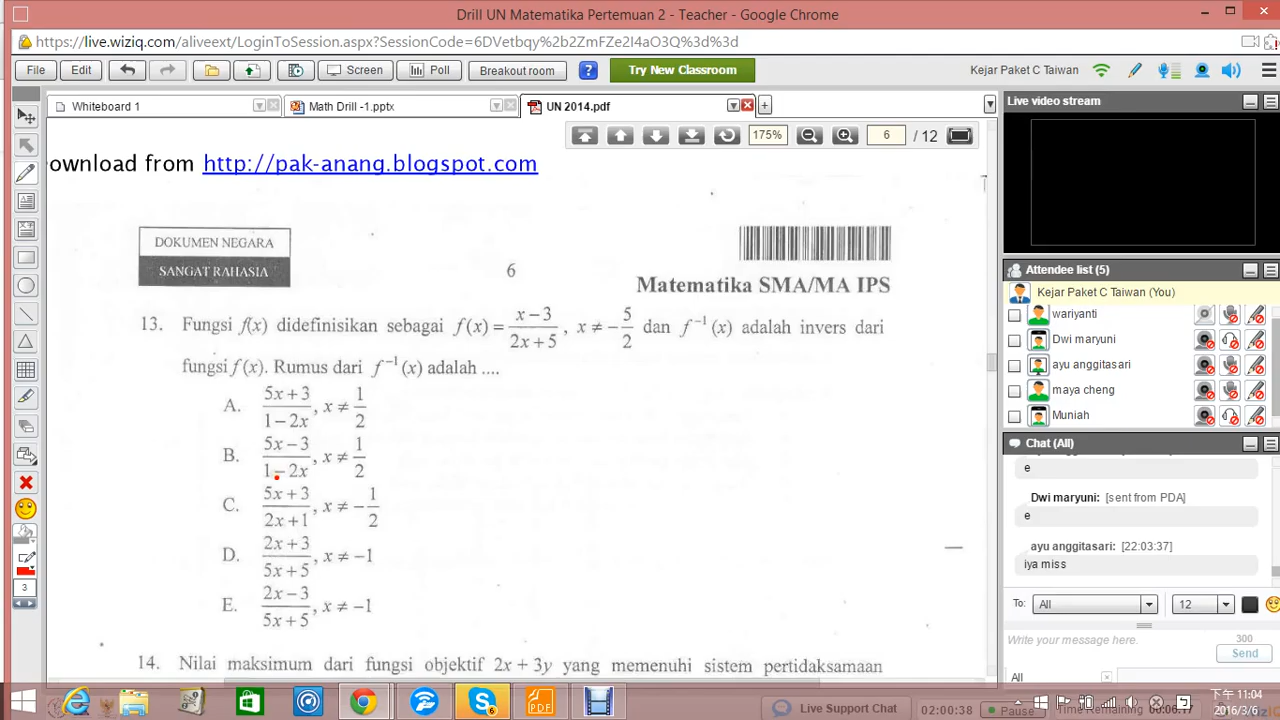 Drill UN Matematika Pertemuan 2 - Teacher - Google Chrome
https://live.wiziq.com/aliveext/LoginToSession.aspx?SessionCode=6DVetbqy%2b2ZmFZe2I4aO3Q%3d%3d
File Edit Screen Poll Breakout room ? Try New Classroom Kejar Paket C Taiwan
Whiteboard 1 Math Drill -1.pptx UN 2014.pdf
175% 6 / 12
ownload from http://pak-anang.blogspot.com
DOKUMEN NEGARA
SANGAT RAHASIA
6
Matematika SMA/MA IPS
13. Fungsi f(x) didefinisikan sebagai f(x) = (x − 3)/(2x + 5), x ≠ −5/2 dan f⁻¹(x) adalah invers dari
fungsi f(x). Rumus dari f⁻¹(x) adalah ....
A. (5x + 3)/(1 − 2x), x ≠ 1/2
B. (5x − 3)/(1 − 2x), x ≠ 1/2
C. (5x + 3)/(2x + 1), x ≠ −1/2
D. (2x + 3)/(5x + 5), x ≠ −1
E. (2x − 3)/(5x + 5), x ≠ −1
14. Nilai maksimum dari fungsi objektif 2x + 3y yang memenuhi sistem pertidaksamaan
3
Live video stream
Attendee list (5)
Kejar Paket C Taiwan (You)
wariyanti
Dwi maryuni
ayu anggitasari
maya cheng
Muniah
Chat (All)
e
Dwi maryuni: [sent from PDA]
e
ayu anggitasari: [22:03:37]
iya miss
To: All 12
Write your message here. 300
Send
All
Live Support Chat 02:00:38 Pause Time Remaining
下午 11:04
2016/3/6